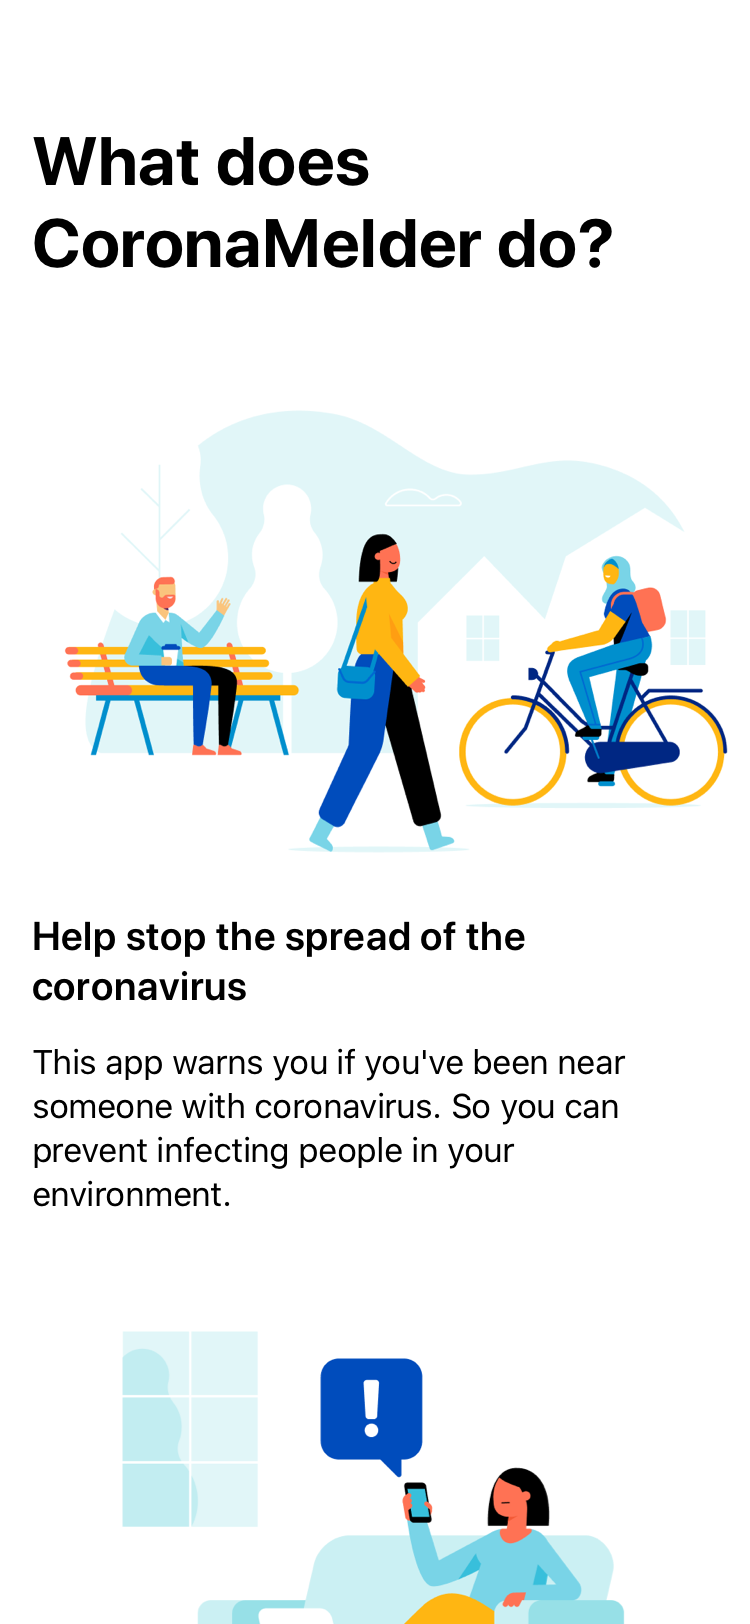 What does
CoronaMelder do?
Help stop the spread of the
coronavirus
This app warns you if you've been near
someone with coronavirus. So you can
prevent infecting people in your
environment.
!